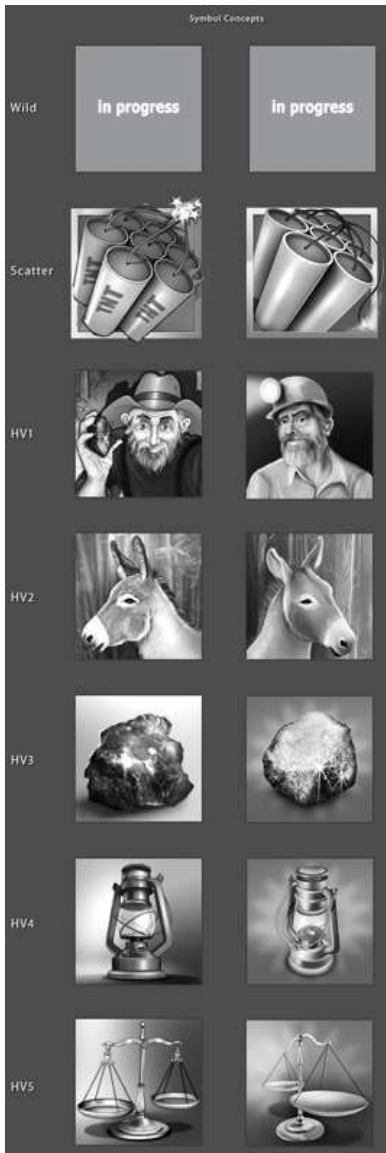 Symbol Concepts
Wild
in progress
in progress
Scatter
TNT
TNT
TNT
HV1
HV2
HV3
HV4
HV5